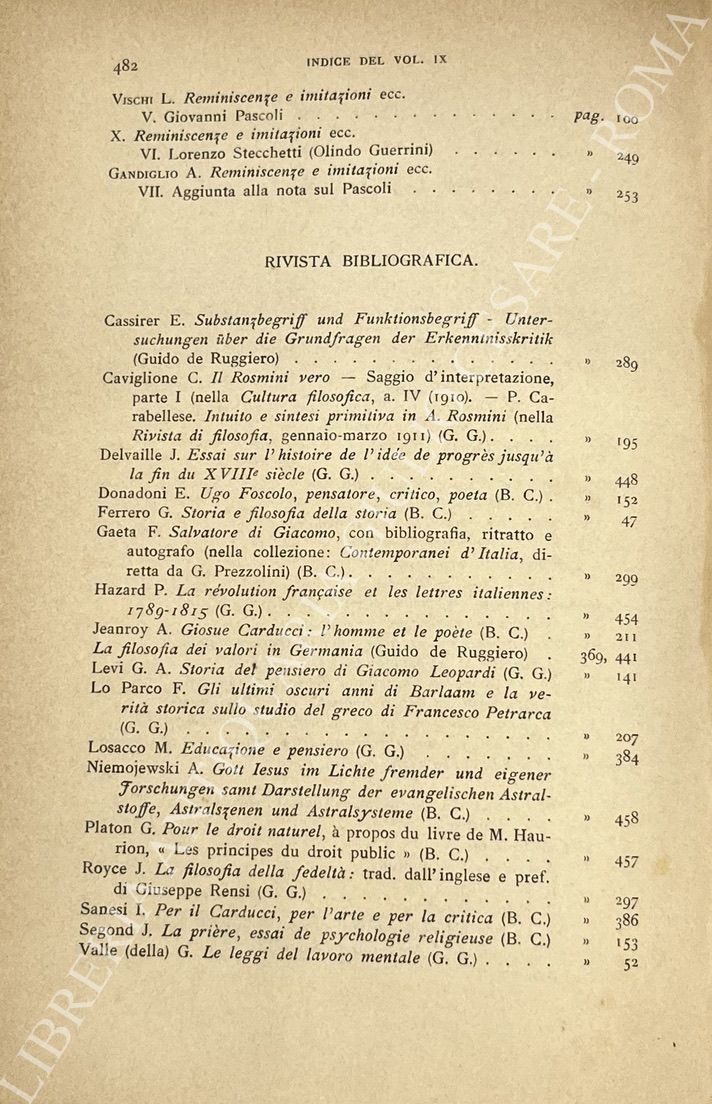 482
INDICE DEL VOL. IX
VISCHI L. Reminiscenze e imitazioni ecc.
V. Giovanni Pascoli . . . . . . . . . . . . . . pag. 100
X. Reminiscenze e imitazioni ecc.
VI. Lorenzo Stecchetti (Olindo Guerrini) . . . . . . » 249
GANDIGLIO A. Reminiscenze e imitazioni ecc.
VII. Aggiunta alla nota sul Pascoli . . . . . . . . » 253
RIVISTA BIBLIOGRAFICA.
Cassirer E. Substanzbegriff und Funktionsbegriff - Unter-
suchungen über die Grundfragen der Erkenntnisskritik
(Guido de Ruggiero) . . . . . . . . . . . . . . » 289
Caviglione C. Il Rosmini vero — Saggio d'interpretazione,
parte I (nella Cultura filosofica, a. IV (1910). — P. Ca-
rabellese. Intuito e sintesi primitiva in A. Rosmini (nella
Rivista di filosofia, gennaio-marzo 1911) (G. G.). . . . » 195
Delvaille J. Essai sur l'histoire de l'idée de progrès jusqu'à
la fin du XVIIIe siècle (G. G.) . . . . . . . . . . » 448
Donadoni E. Ugo Foscolo, pensatore, critico, poeta (B. C.) . » 152
Ferrero G. Storia e filosofia della storia (B. C.) . . . . . » 47
Gaeta F. Salvatore di Giacomo, con bibliografia, ritratto e
autografo (nella collezione: Contemporanei d'Italia, di-
retta da G. Prezzolini) (B. C.). . . . . . . . . . . . » 299
Hazard P. La révolution française et les lettres italiennes:
1789-1815 (G. G.) . . . . . . . . . . . . . . . . » 454
Jeanroy A. Giosue Carducci: l'homme et le poète (B. C.) . » 211
La filosofia dei valori in Germania (Guido de Ruggiero) . 369, 441
Levi G. A. Storia del pensiero di Giacomo Leopardi (G. G.) » 141
Lo Parco F. Gli ultimi oscuri anni di Barlaam e la ve-
rità storica sullo studio del greco di Francesco Petrarca
(G. G.) . . . . . . . . . . . . . . . . . . . . » 207
Losacco M. Educazione e pensiero (G. G.) . . . . . . . » 384
Niemojewski A. Gott Iesus im Lichte fremder und eigener
Forschungen samt Darstellung der evangelischen Astral-
stoffe, Astralszenen und Astralsysteme (B. C.) . . . . » 458
Platon G. Pour le droit naturel, à propos du livre de M. Hau-
rion, « Les principes du droit public » (B. C.) . . . . » 457
Royce J. La filosofia della fedeltà: trad. dall'inglese e pref.
di Giuseppe Rensi (G. G.) . . . . . . . . . . . . » 297
Sanesi I. Per il Carducci, per l'arte e per la critica (B. C.) » 386
Segond J. La prière, essai de psychologie religieuse (B. C.) » 153
Valle (della) G. Le leggi del lavoro mentale (G. G.) . . . . » 52